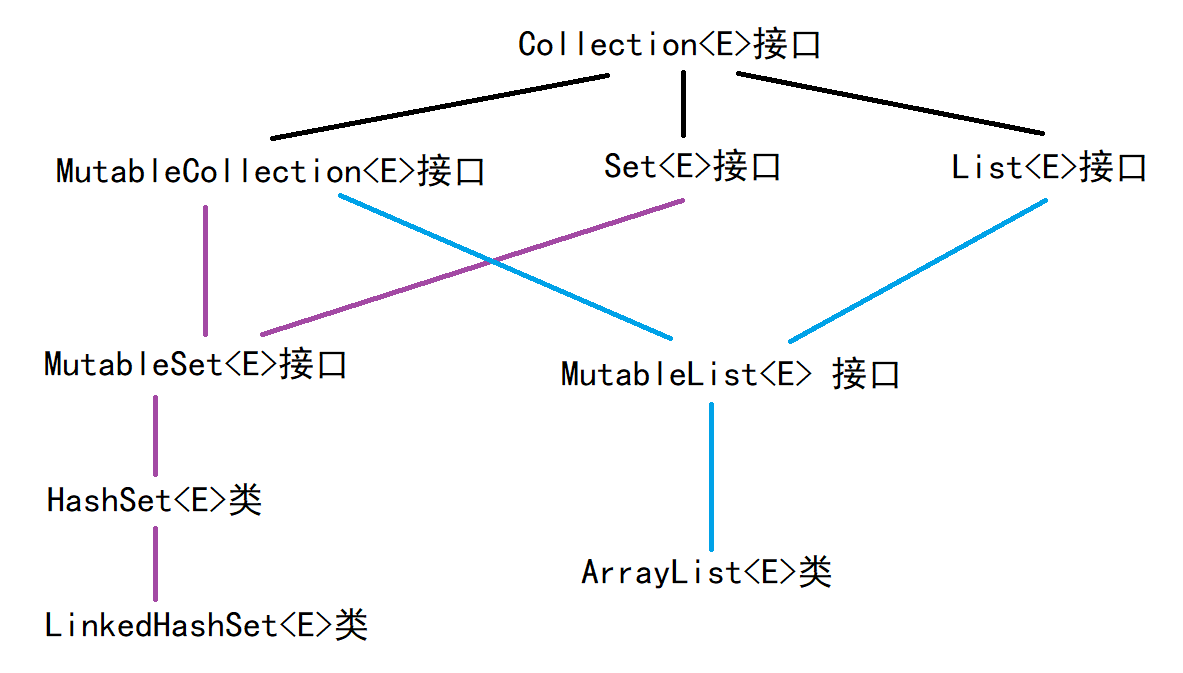 Collection<E>接口
MutableCollection<E>接口
Set<E>接口
List<E>接口
MutableSet<E>接口
MutableList<E> 接口
HashSet<E>类
ArrayList<E>类
LinkedHashSet<E>类